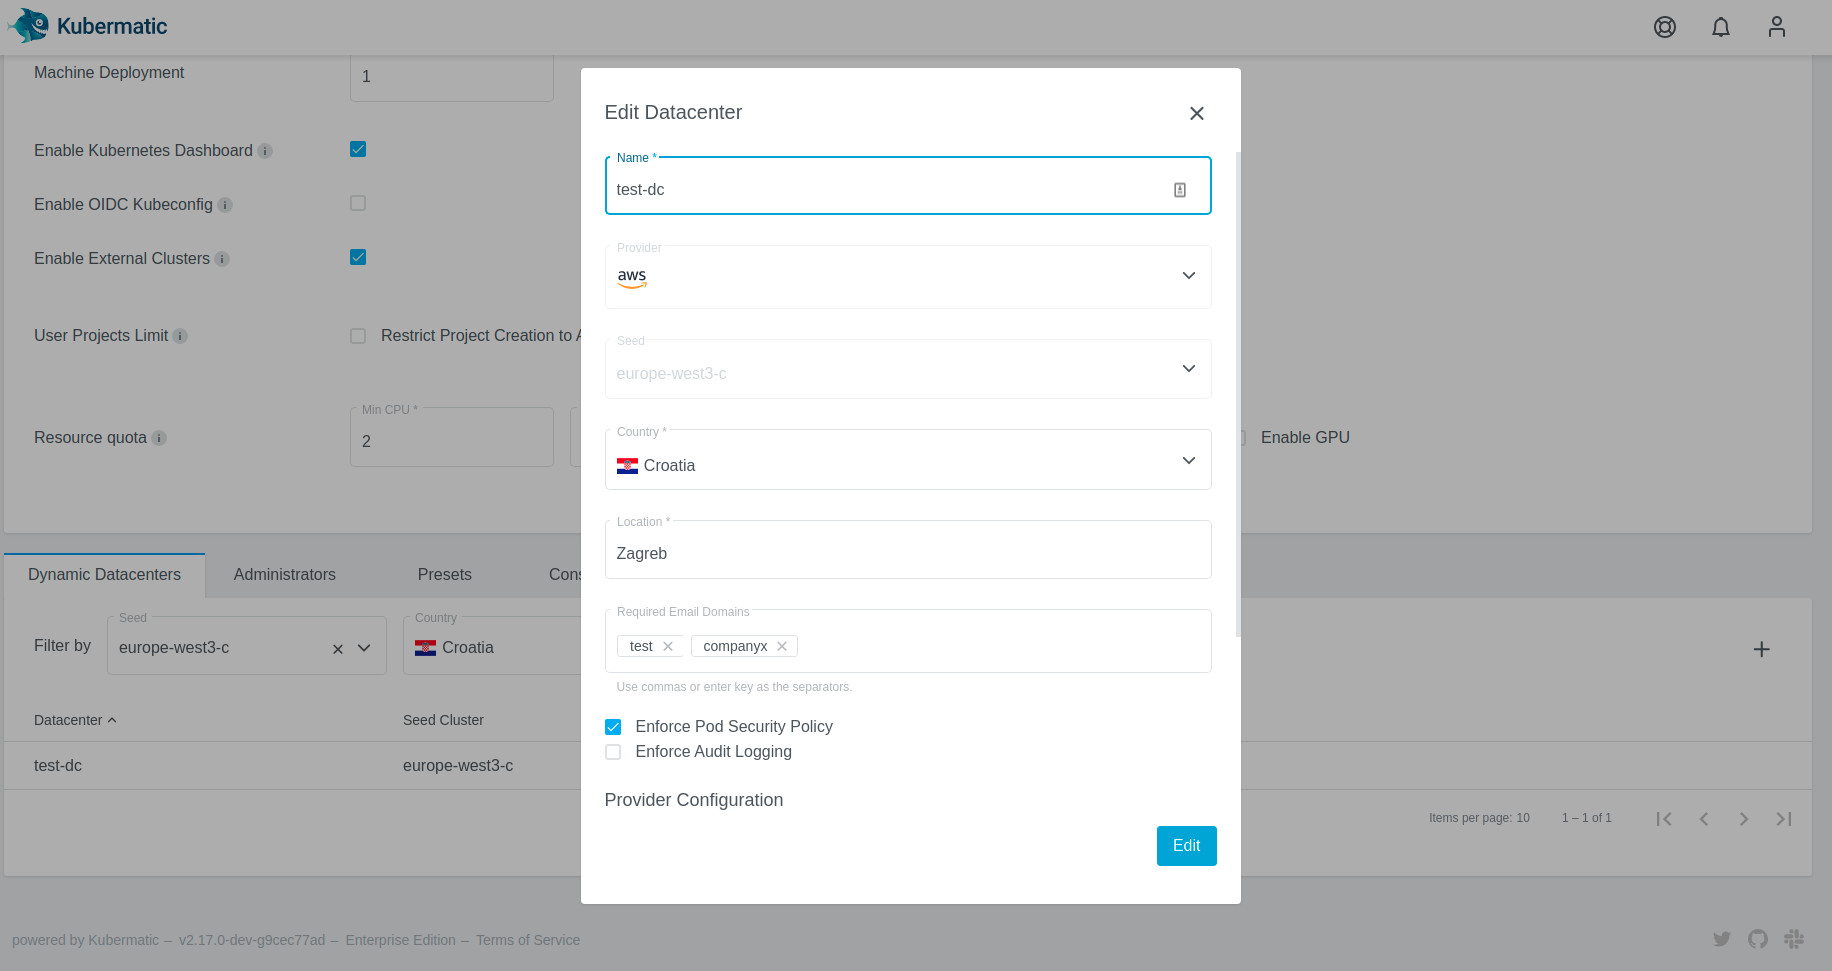 Kubermatic
Machine Deployment
1
Enable Kubernetes Dashboard
Enable OIDC Kubeconfig
Enable External Clusters
User Projects Limit
Restrict Project Creation to A
Resource quota
Min CPU *
2
Enable GPU
Edit Datacenter
Name *
test-dc
Provider
aws
Seed
europe-west3-c
Country *
Croatia
Location *
Zagreb
Required Email Domains
test companyx
Use commas or enter key as the separators.
Enforce Pod Security Policy
Enforce Audit Logging
Provider Configuration
Edit
Dynamic Datacenters Administrators Presets Cons
Filter by
Seed
europe-west3-c
Country
Croatia
Datacenter Seed Cluster
test-dc europe-west3-c
Items per page: 10 1 – 1 of 1
powered by Kubermatic – v2.17.0-dev-g9cec77ad – Enterprise Edition – Terms of Service